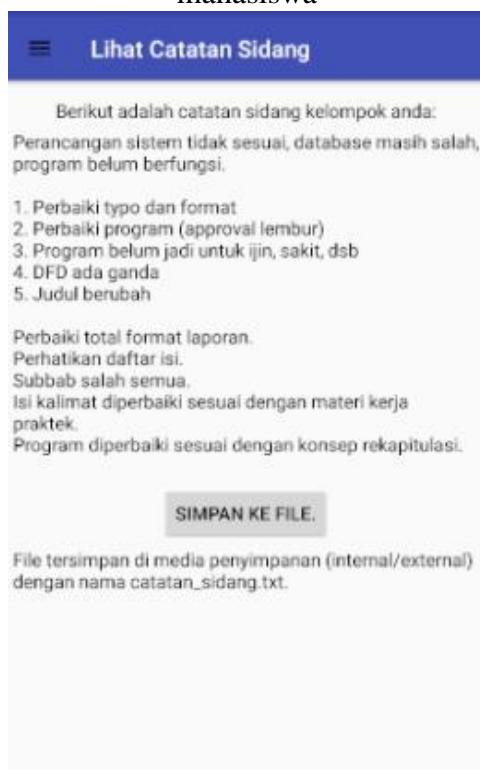 mahasiswa
Lihat Catatan Sidang
Berikut adalah catatan sidang kelompok anda:
Perancangan sistem tidak sesuai, database masih salah,
program belum berfungsi.
1. Perbaiki typo dan format
2. Perbaiki program (approval lembur)
3. Program belum jadi untuk ijin, sakit, dsb
4. DFD ada ganda
5. Judul berubah
Perbaiki total format laporan.
Perhatikan daftar isi.
Subbab salah semua.
Isi kalimat diperbaiki sesuai dengan materi kerja
praktek.
Program diperbaiki sesuai dengan konsep rekapitulasi.
SIMPAN KE FILE.
File tersimpan di media penyimpanan (internal/external)
dengan nama catatan_sidang.txt.